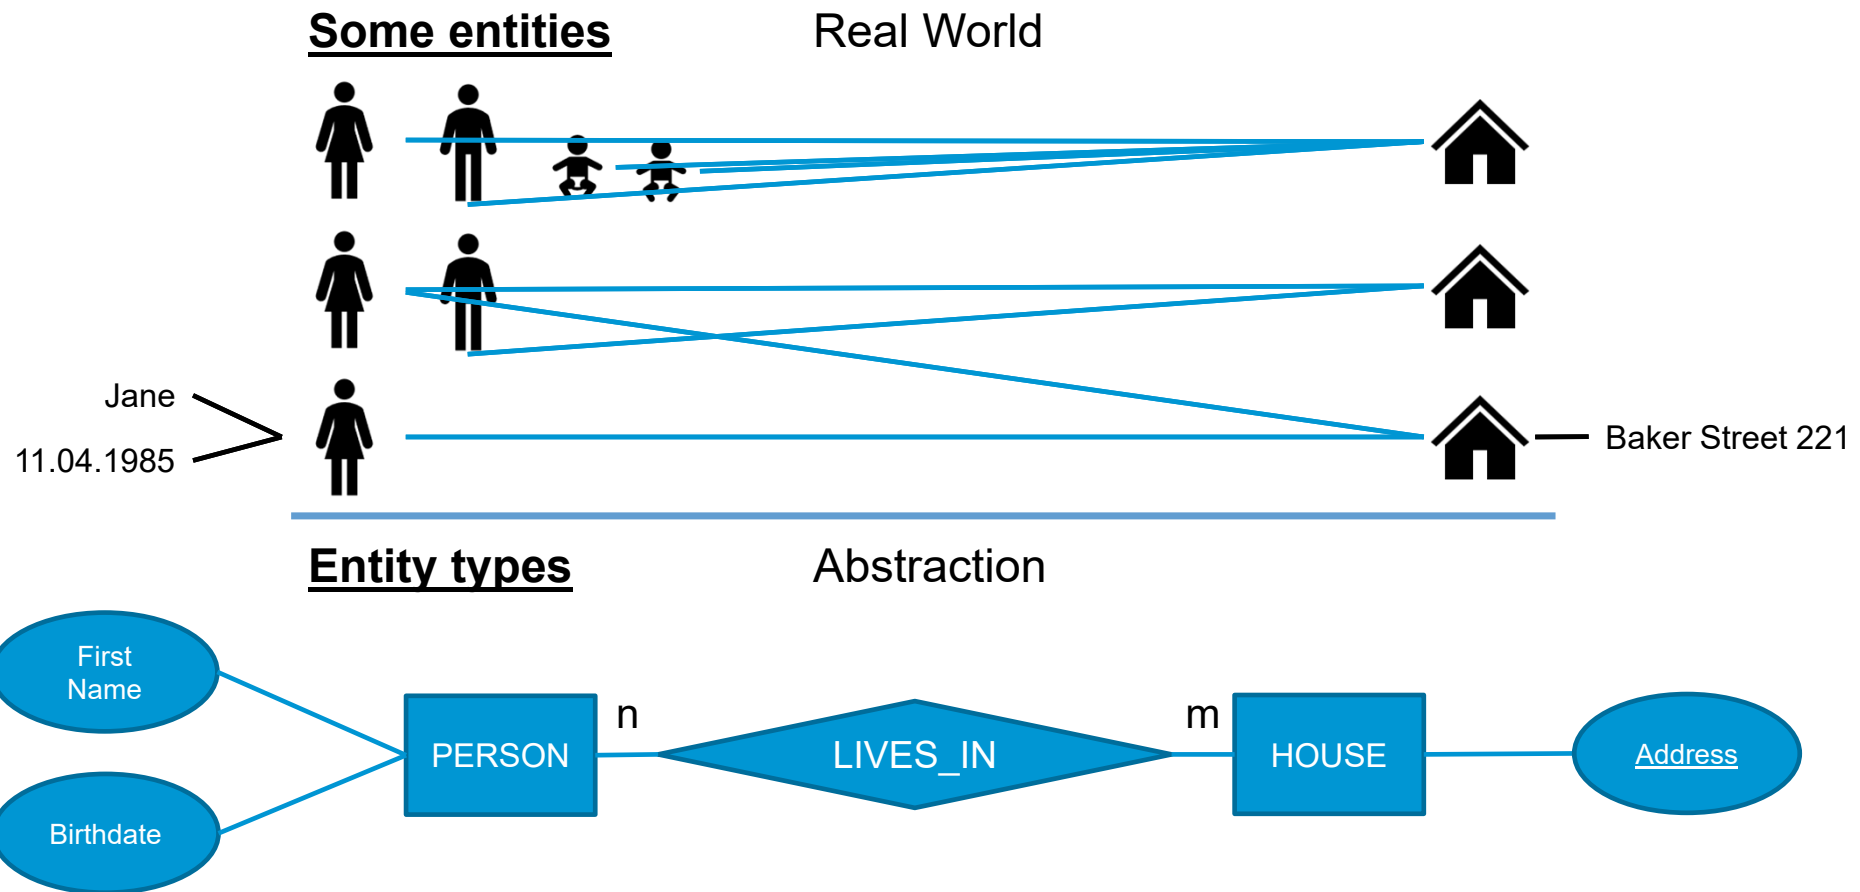 Some entities
Real World
Jane
11.04.1985
Baker Street 221
Entity types
Abstraction
First
Name
Birthdate
PERSON
n
LIVES_IN
m
HOUSE
Address